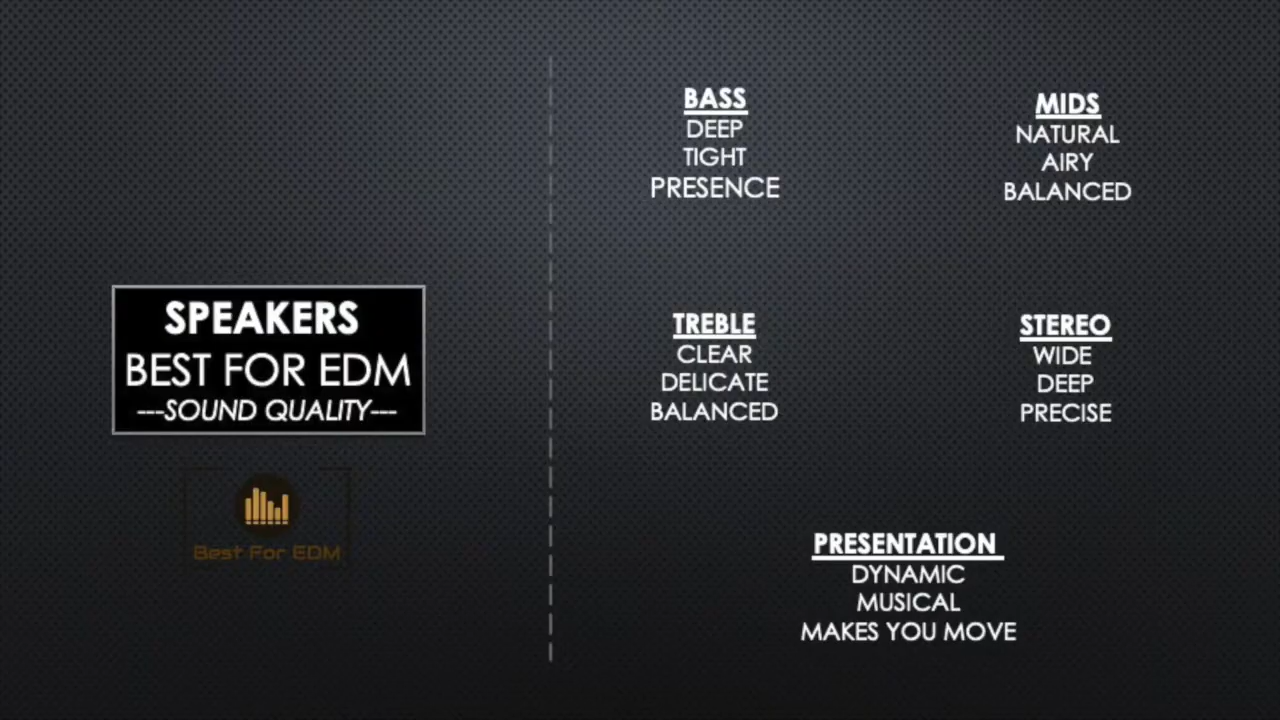 SPEAKERS
BEST FOR EDM
---SOUND QUALITY---
Best For EDM
BASS
DEEP
TIGHT
PRESENCE
MIDS
NATURAL
AIRY
BALANCED
TREBLE
CLEAR
DELICATE
BALANCED
STEREO
WIDE
DEEP
PRECISE
PRESENTATION
DYNAMIC
MUSICAL
MAKES YOU MOVE